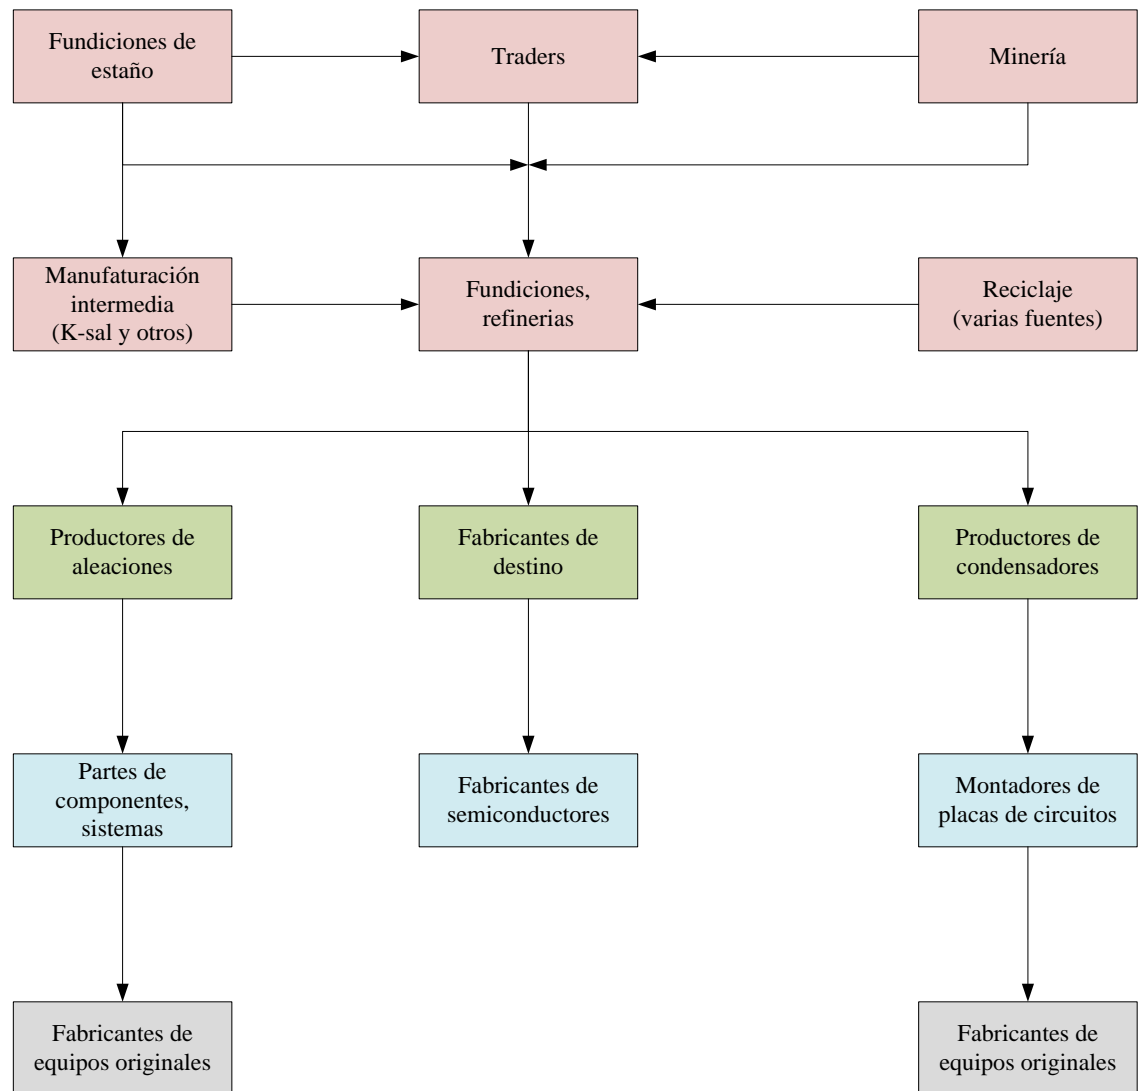 Fundiciones de
estaño
Traders
Minería
Manufaturación
intermedia
(K-sal y otros)
Fundiciones,
refinerias
Reciclaje
(varias fuentes)
Productores de
aleaciones
Fabricantes de
destino
Productores de
condensadores
Partes de
componentes,
sistemas
Fabricantes de
semiconductores
Montadores de
placas de circuitos
Fabricantes de
equipos originales
Fabricantes de
equipos originales